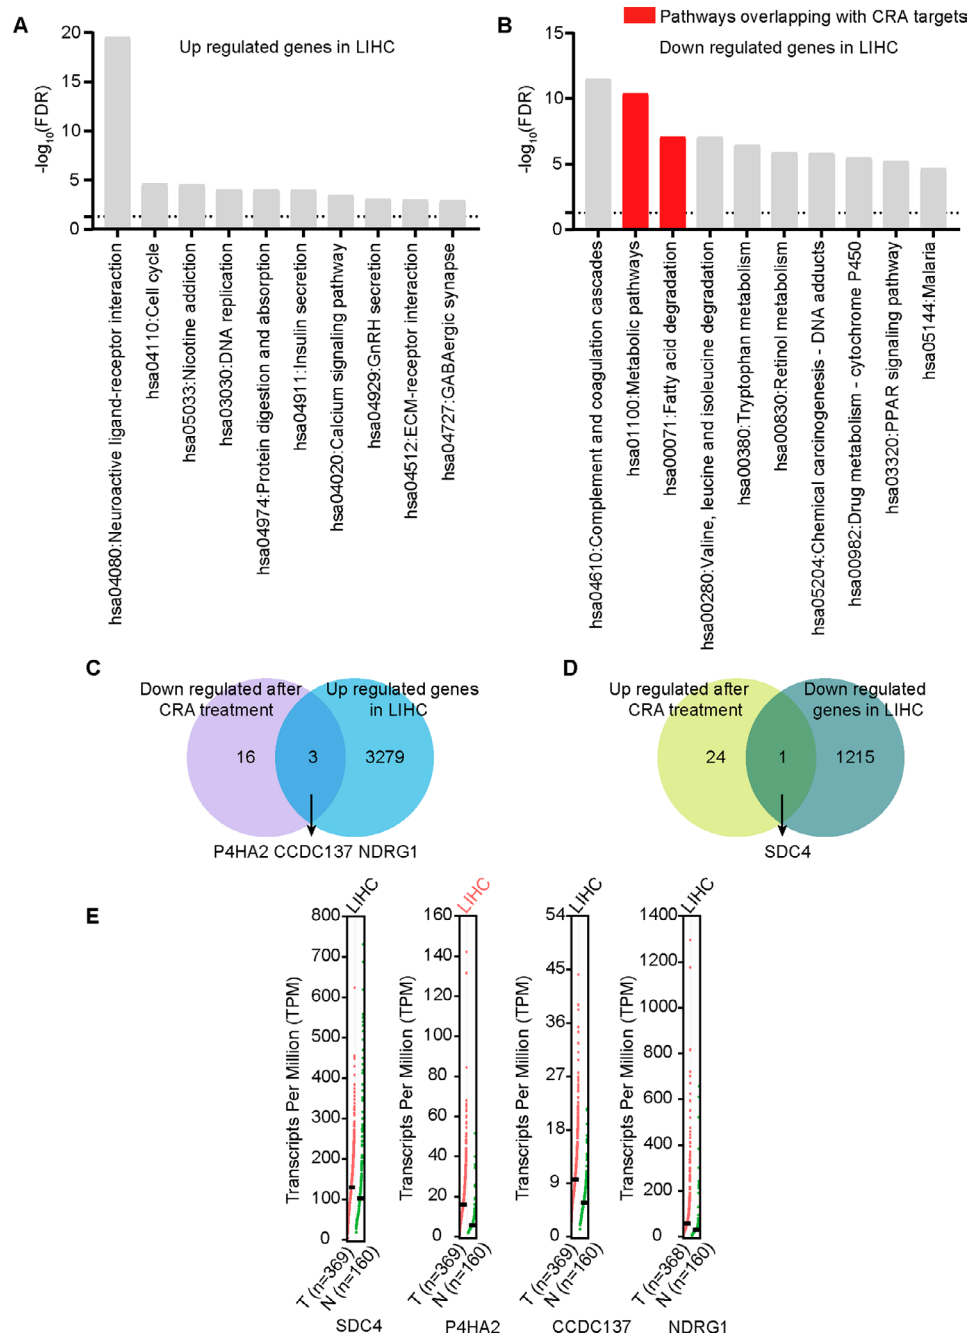 A
Up regulated genes in LIHC
-log10(FDR)
20
15
10
5
0
hsa04080:Neuroactive ligand-receptor interaction
hsa04110:Cell cycle
hsa05033:Nicotine addiction
hsa03030:DNA replication
hsa04974:Protein digestion and absorption
hsa04911:Insulin secretion
hsa04020:Calcium signaling pathway
hsa04929:GnRH secretion
hsa04512:ECM-receptor interaction
hsa04727:GABAergic synapse
B
Pathways overlapping with CRA targets
Down regulated genes in LIHC
-log10(FDR)
15
10
5
0
hsa04610:Complement and coagulation cascades
hsa01100:Metabolic pathways
hsa00071:Fatty acid degradation
hsa00280:Valine, leucine and isoleucine degradation
hsa00380:Tryptophan metabolism
hsa00830:Retinol metabolism
hsa05204:Chemical carcinogenesis - DNA adducts
hsa00982:Drug metabolism - cytochrome P450
hsa03320:PPAR signaling pathway
hsa05144:Malaria
C
Down regulated after
CRA treatment
Up regulated genes
in LIHC
16
3
3279
P4HA2 CCDC137 NDRG1
D
Up regulated after
CRA treatment
Down regulated
genes in LIHC
24
1
1215
SDC4
E
LIHC
Transcripts Per Million (TPM)
800
700
600
500
400
300
200
100
0
T (n=369)
N (n=160)
SDC4
LIHC
Transcripts Per Million (TPM)
160
140
120
100
80
60
40
20
0
T (n=369)
N (n=160)
P4HA2
LIHC
Transcripts Per Million (TPM)
54
45
36
27
18
9
0
T (n=369)
N (n=160)
CCDC137
LIHC
Transcripts Per Million (TPM)
1400
1200
1000
800
600
400
200
0
T (n=368)
N (n=160)
NDRG1